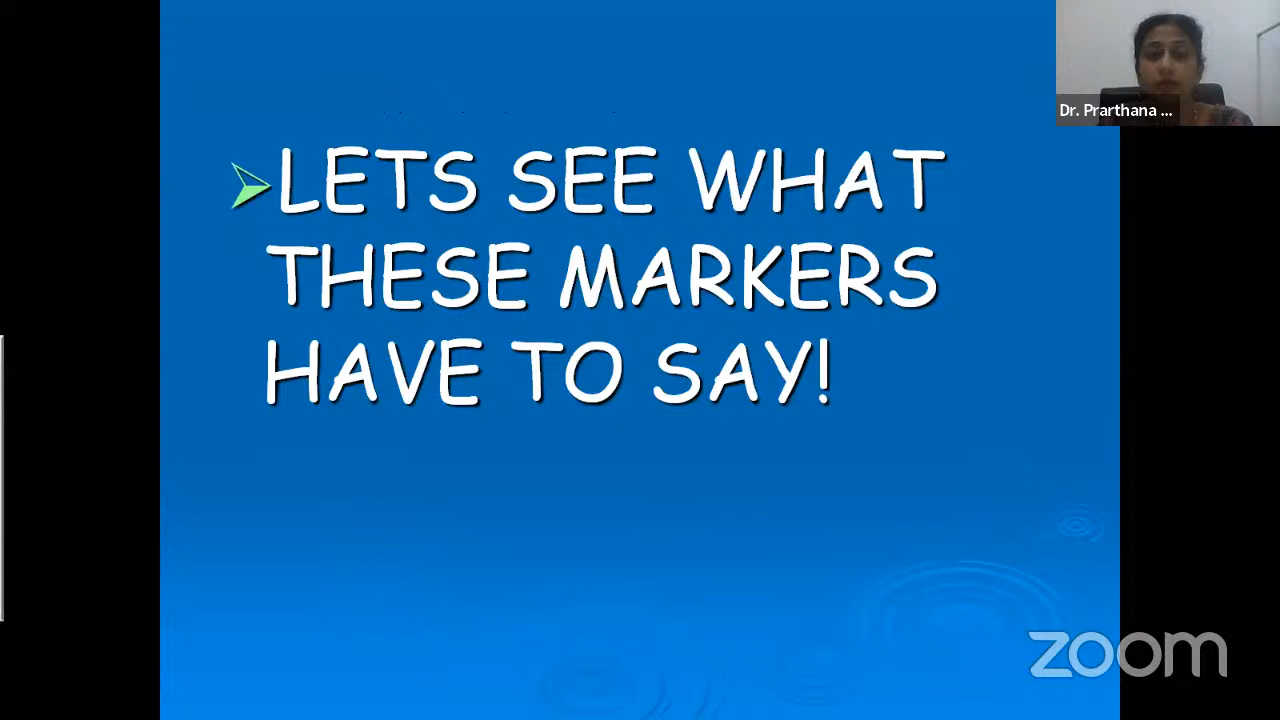 Dr. Prarthana ...
LETS SEE WHAT
THESE MARKERS
HAVE TO SAY!
zoom